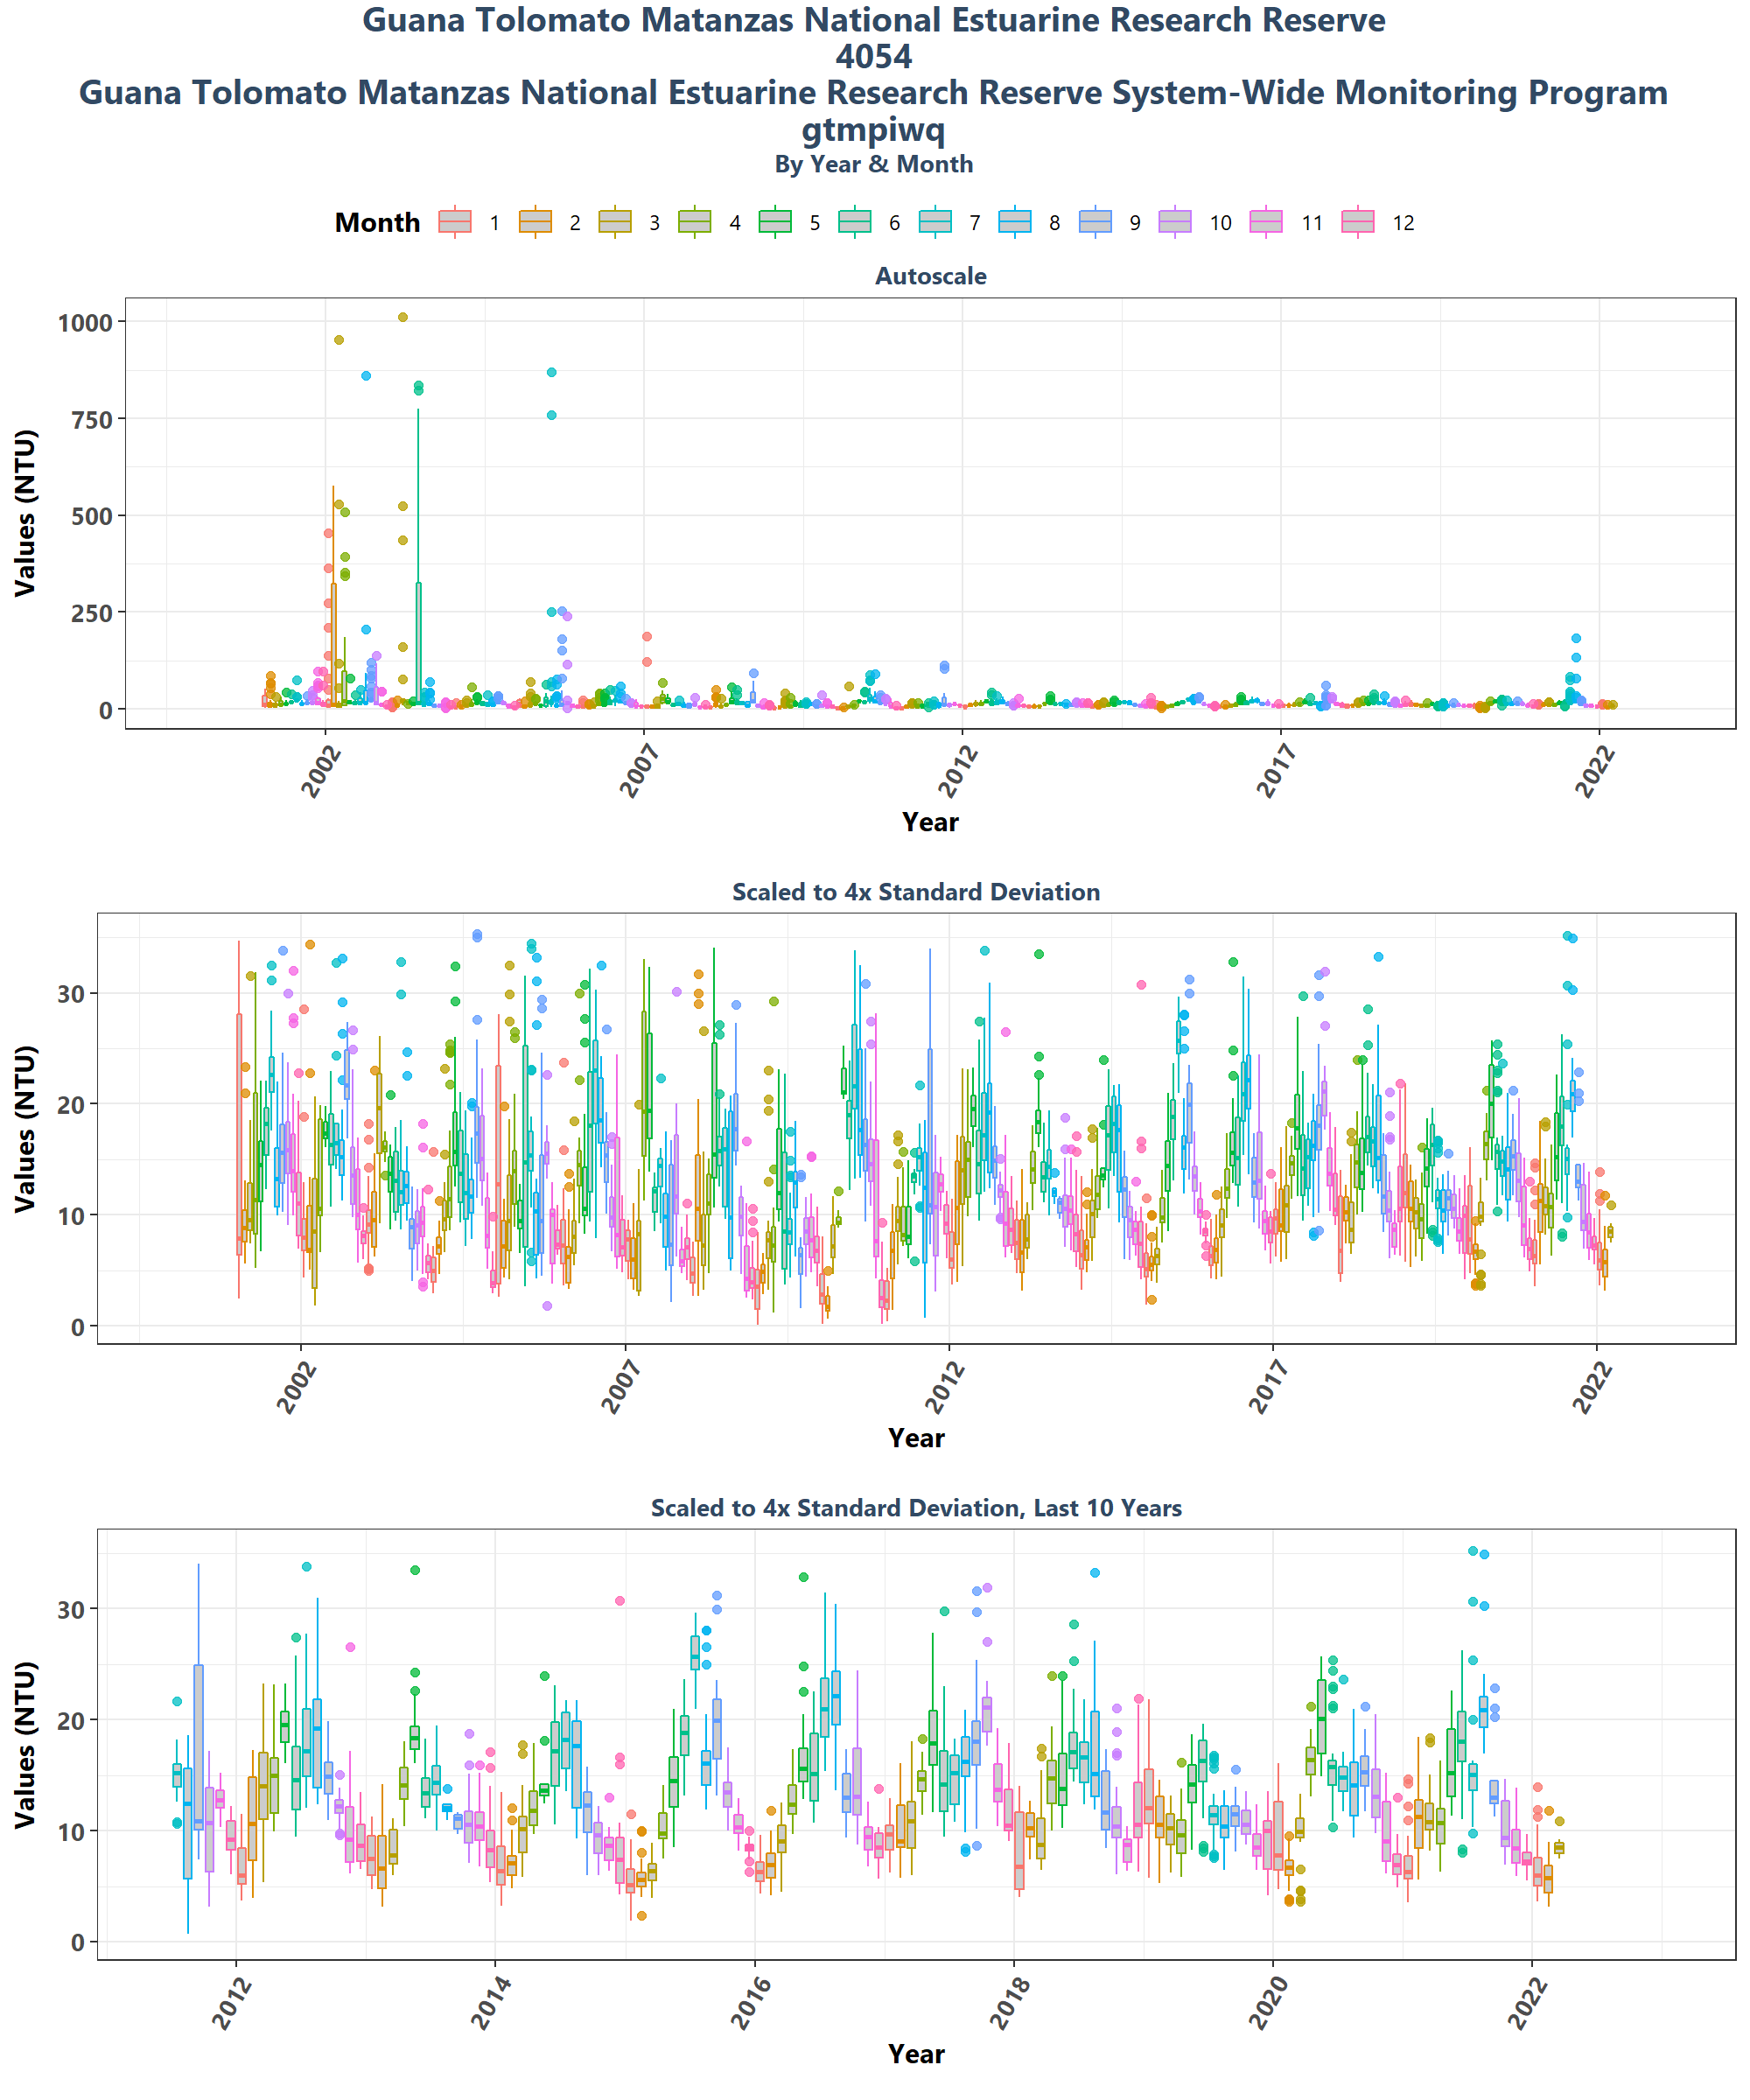 Guana Tolomato Matanzas National Estuarine Research Reserve
4054
Guana Tolomato Matanzas National Estuarine Research Reserve System-Wide Monitoring Program
gtmpiwq
By Year & Month
Month 1 2 3 4 5 6 7 8 9 10 11 12
Autoscale
Values (NTU)
1000
750
500
250
0
2002 2007 2012 2017 2022
Year
Scaled to 4x Standard Deviation
Values (NTU)
30
20
10
0
2002 2007 2012 2017 2022
Year
Scaled to 4x Standard Deviation, Last 10 Years
Values (NTU)
30
20
10
0
2012 2014 2016 2018 2020 2022
Year